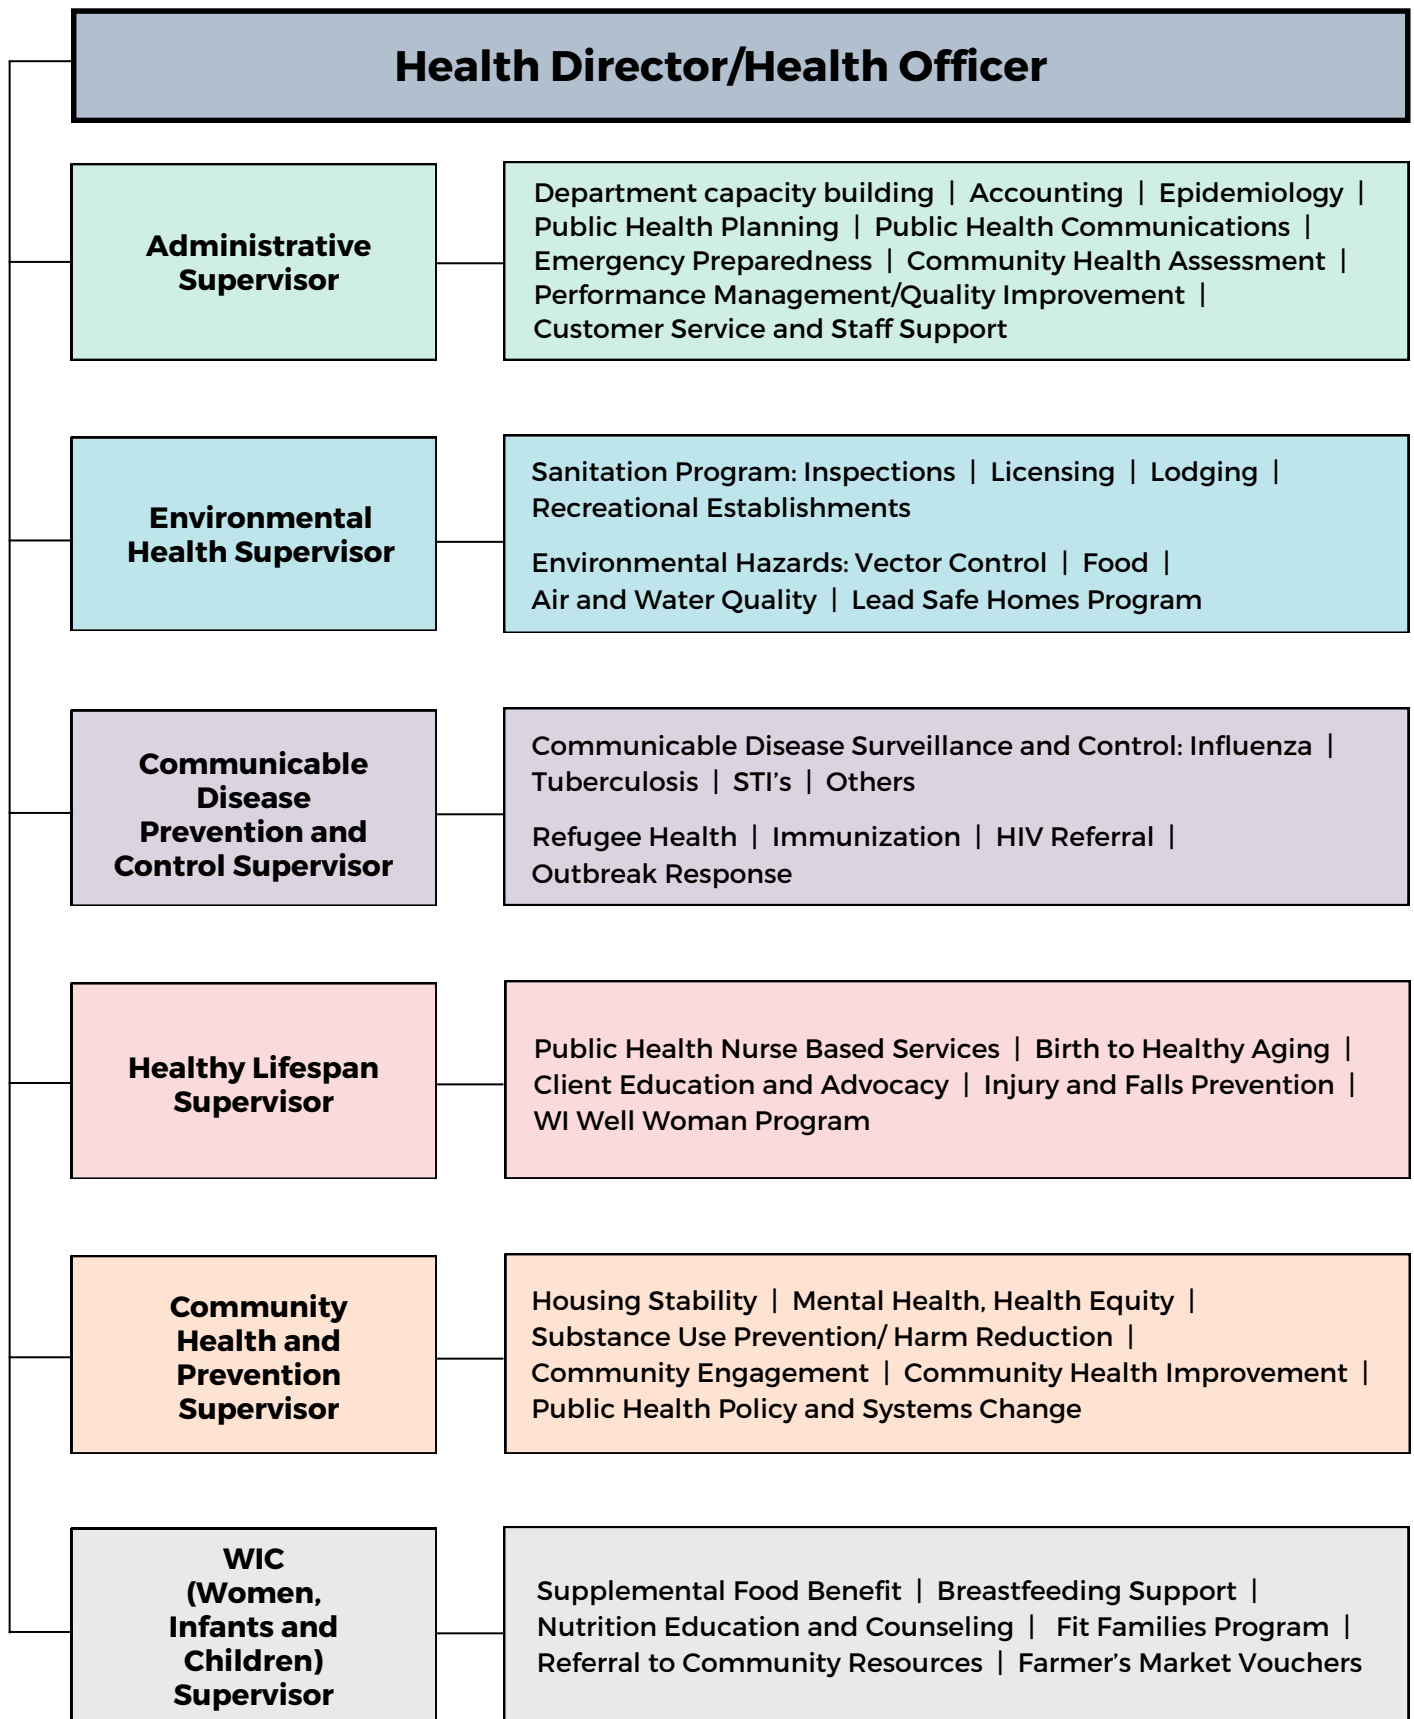 Health Director/Health Officer
Administrative
Supervisor
Department capacity building | Accounting | Epidemiology |
Public Health Planning | Public Health Communications |
Emergency Preparedness | Community Health Assessment |
Performance Management/Quality Improvement |
Customer Service and Staff Support
Environmental
Health Supervisor
Sanitation Program: Inspections | Licensing | Lodging |
Recreational Establishments
Environmental Hazards: Vector Control | Food |
Air and Water Quality | Lead Safe Homes Program
Communicable
Disease
Prevention and
Control Supervisor
Communicable Disease Surveillance and Control: Influenza |
Tuberculosis | STI’s | Others
Refugee Health | Immunization | HIV Referral |
Outbreak Response
Healthy Lifespan
Supervisor
Public Health Nurse Based Services | Birth to Healthy Aging |
Client Education and Advocacy | Injury and Falls Prevention |
WI Well Woman Program
Community
Health and
Prevention
Supervisor
Housing Stability | Mental Health, Health Equity |
Substance Use Prevention/ Harm Reduction |
Community Engagement | Community Health Improvement |
Public Health Policy and Systems Change
WIC
(Women,
Infants and
Children)
Supervisor
Supplemental Food Benefit | Breastfeeding Support |
Nutrition Education and Counseling | Fit Families Program |
Referral to Community Resources | Farmer’s Market Vouchers